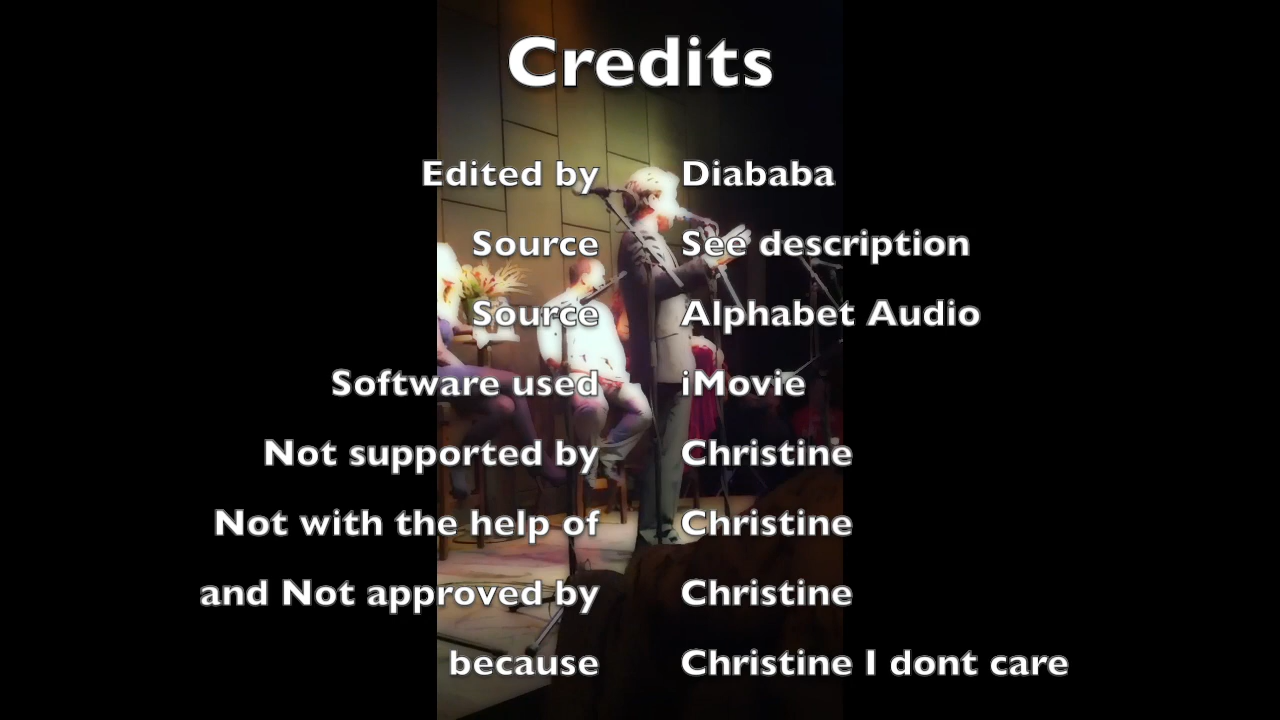 Credits
Edited by Diababa
Source See description
Source Alphabet Audio
Software used iMovie
Not supported by Christine
Not with the help of Christine
and Not approved by Christine
because Christine I dont care